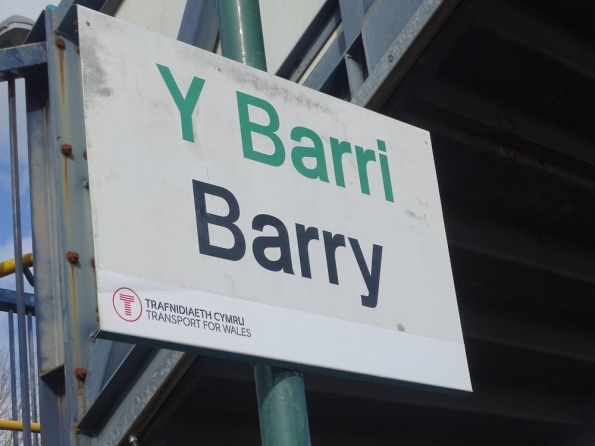 Y Barri
Barry
T
TRAFNIDIAETH CYMRU
TRANSPORT FOR WALES